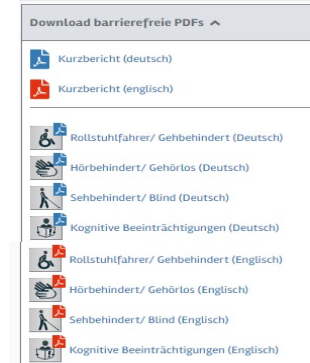 Download barrierefreie PDFs
Kurzbericht (deutsch)
Kurzbericht (englisch)
Rollstuhlfahrer/ Gehbehindert (Deutsch)
Hörbehindert/ Gehörlos (Deutsch)
Sehbehindert/ Blind (Deutsch)
Kognitive Beeinträchtigungen (Deutsch)
Rollstuhlfahrer/ Gehbehindert (Englisch)
Hörbehindert/ Gehörlos (Englisch)
Sehbehindert/ Blind (Englisch)
Kognitive Beeinträchtigungen (Englisch)